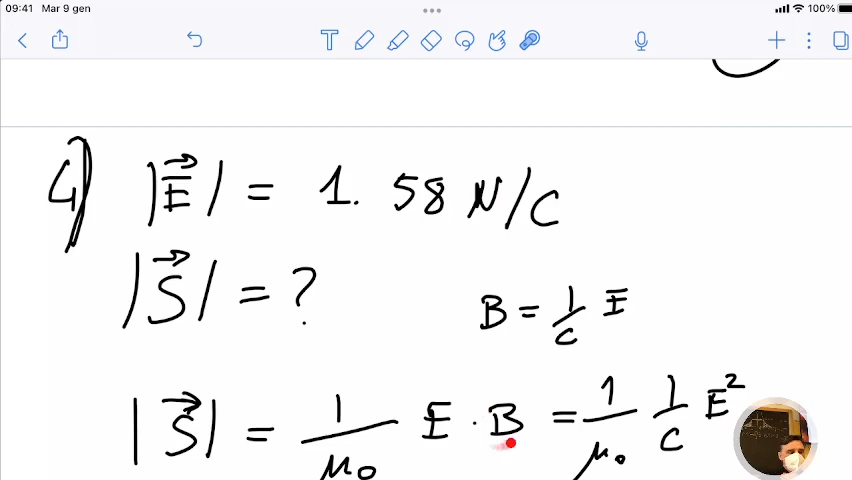 09:41 Mar 9 gen 100%
4) |E⃗| = 1.58 N/C
|S⃗| = ?
B = 1/c E
|S⃗| = 1/μ₀ E · B = 1/μ₀ 1/c E²